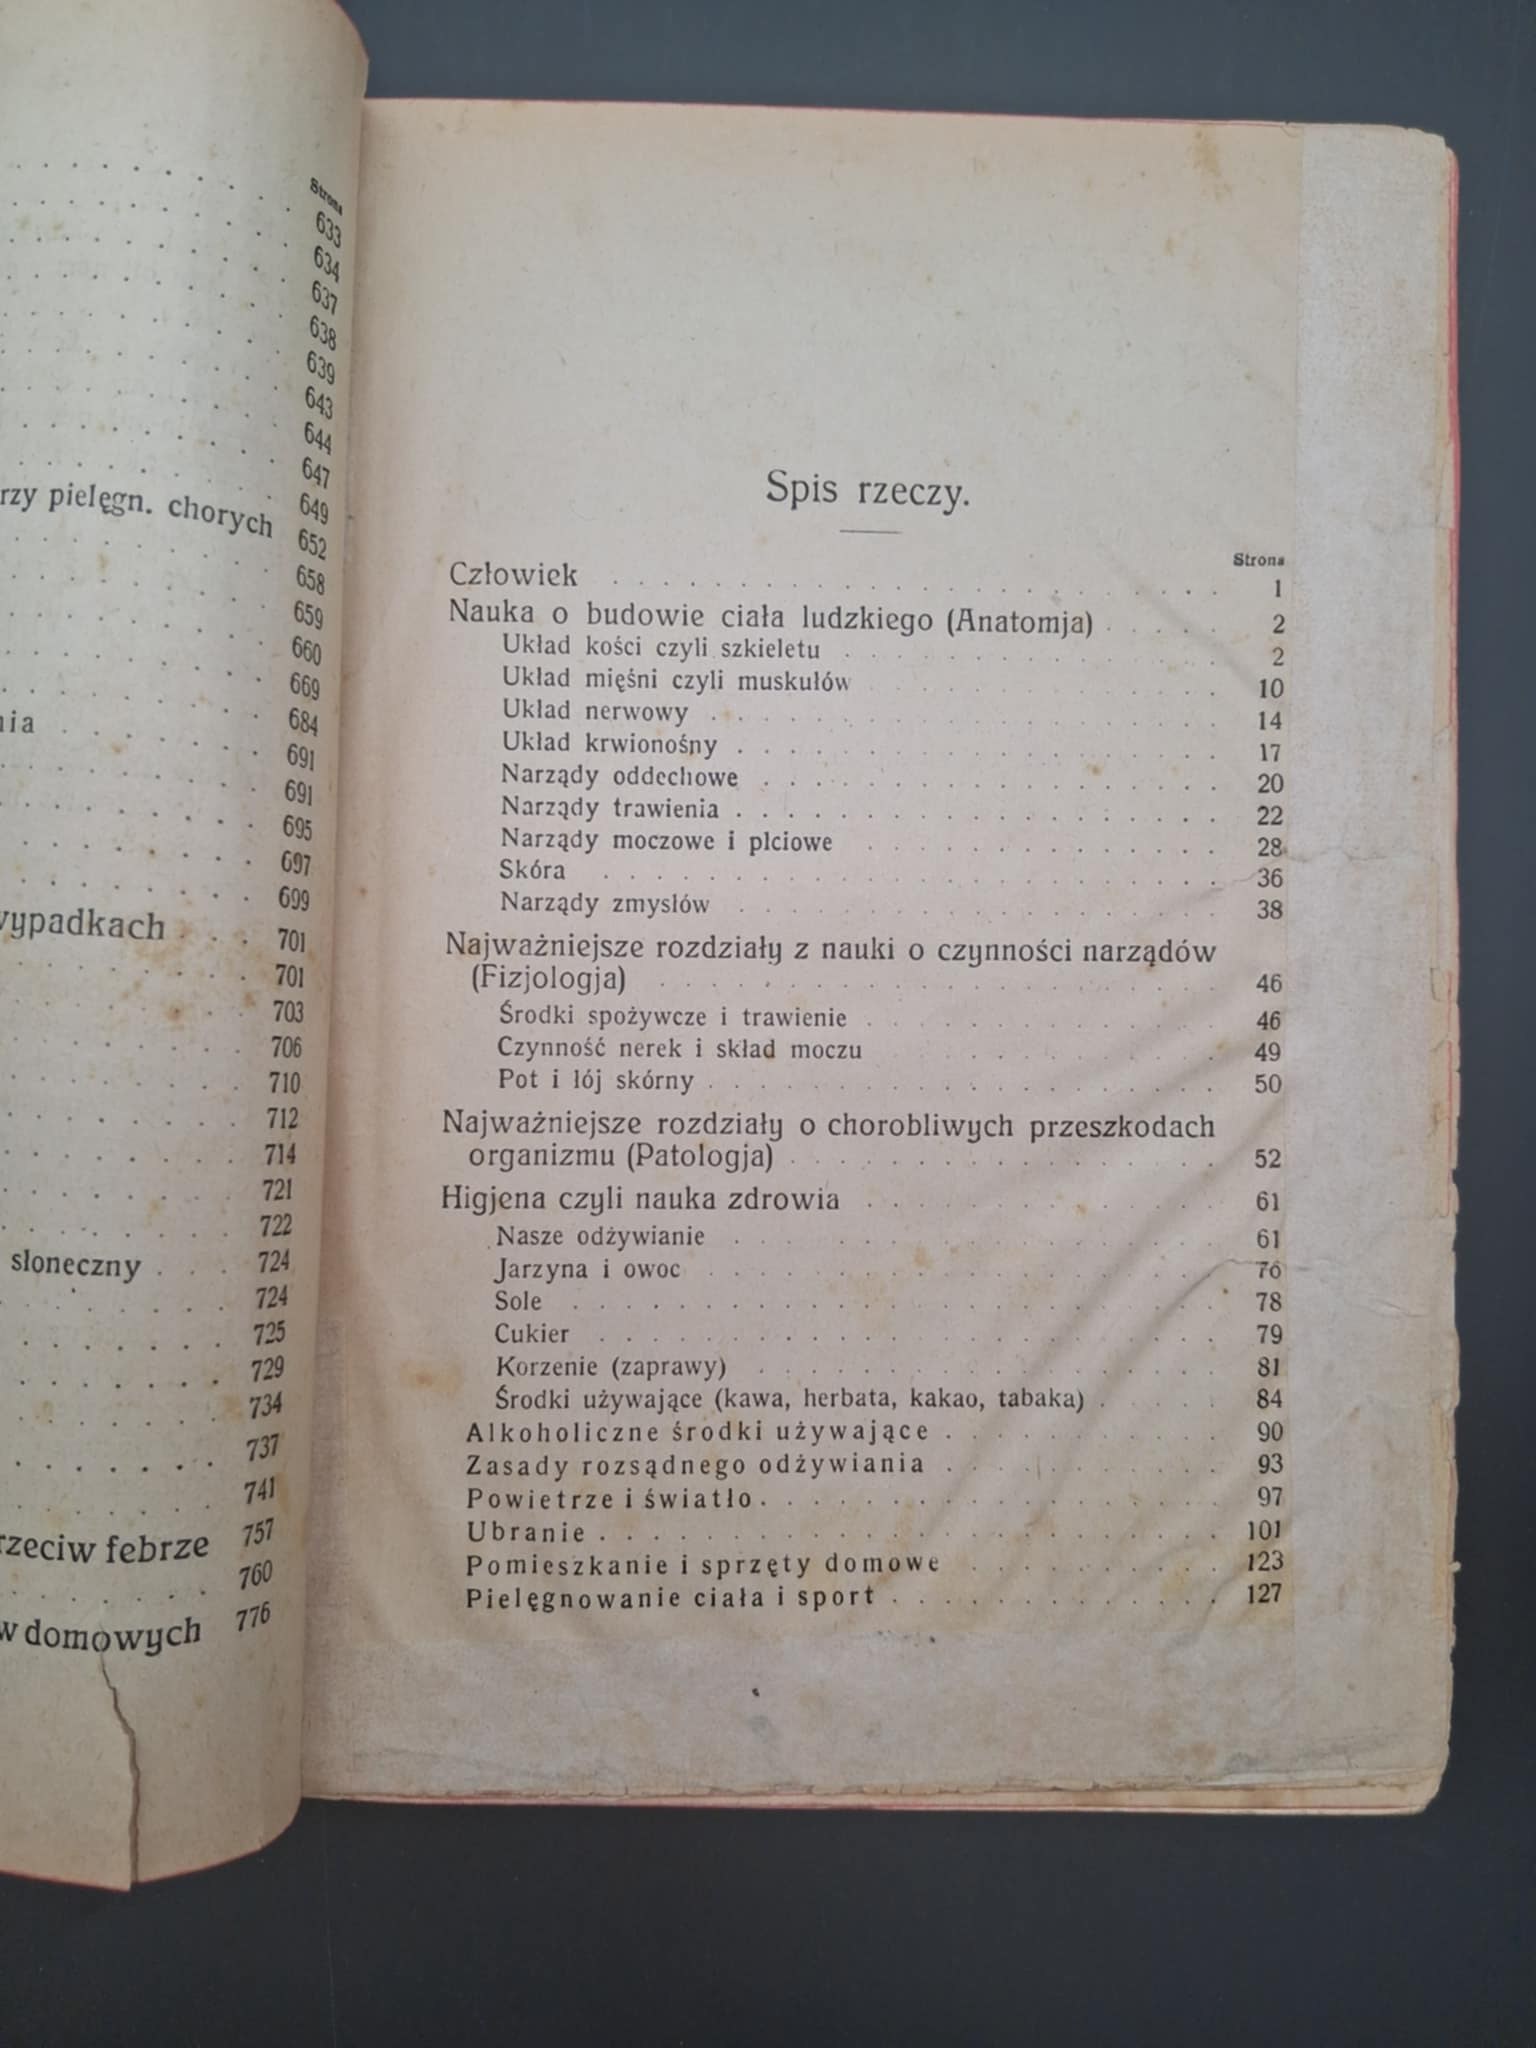 Strona
633
634
637
638
639
643
644
647
649
rzy pielęgn. chorych 652
658
659
660
669
684
691
691
695
697
699
701
701
703
706
710
712
714
721
722
słoneczny . . . 724
724
725
729
734
737
741
febrze 757
760
domowych 776
Spis rzeczy.
Strona
Człowiek . . . . . 1
Nauka o budowie ciała ludzkiego (Anatomja) . . . . . 2
Układ kości czyli szkieletu . . . . . 2
Układ mięśni czyli muskułów . . . . . 10
Układ nerwowy . . . . . 14
Układ krwionośny . . . . . 17
Narządy oddechowe . . . . . 20
Narządy trawienia . . . . . 22
Narządy moczowe i płciowe . . . . . 28
Skóra . . . . . 36
Narządy zmysłów . . . . . 38
Najważniejsze rozdziały z nauki o czynności narządów
(Fizjologja) . . . . . 46
Środki spożywcze i trawienie . . . . . 46
Czynność nerek i skład moczu . . . . . 49
Pot i łój skórny . . . . . 50
Najważniejsze rozdziały o chorobliwych przeszkodach
organizmu (Patologja) . . . . . 52
Higjena czyli nauka zdrowia . . . . . 61
Nasze odżywianie . . . . . 61
Jarzyna i owoc . . . . . 76
Sole . . . . . 78
Cukier . . . . . 79
Korzenie (zaprawy) . . . . . 81
Środki używające (kawa, herbata, kakao, tabaka) . . . . . 84
Alkoholiczne środki używające . . . . . 90
Zasady rozsądnego odżywiania . . . . . 93
Powietrze i światło . . . . . 97
Ubranie . . . . . 101
Pomieszkanie i sprzęty domowe . . . . . 123
Pielęgnowanie ciała i sport . . . . . 127